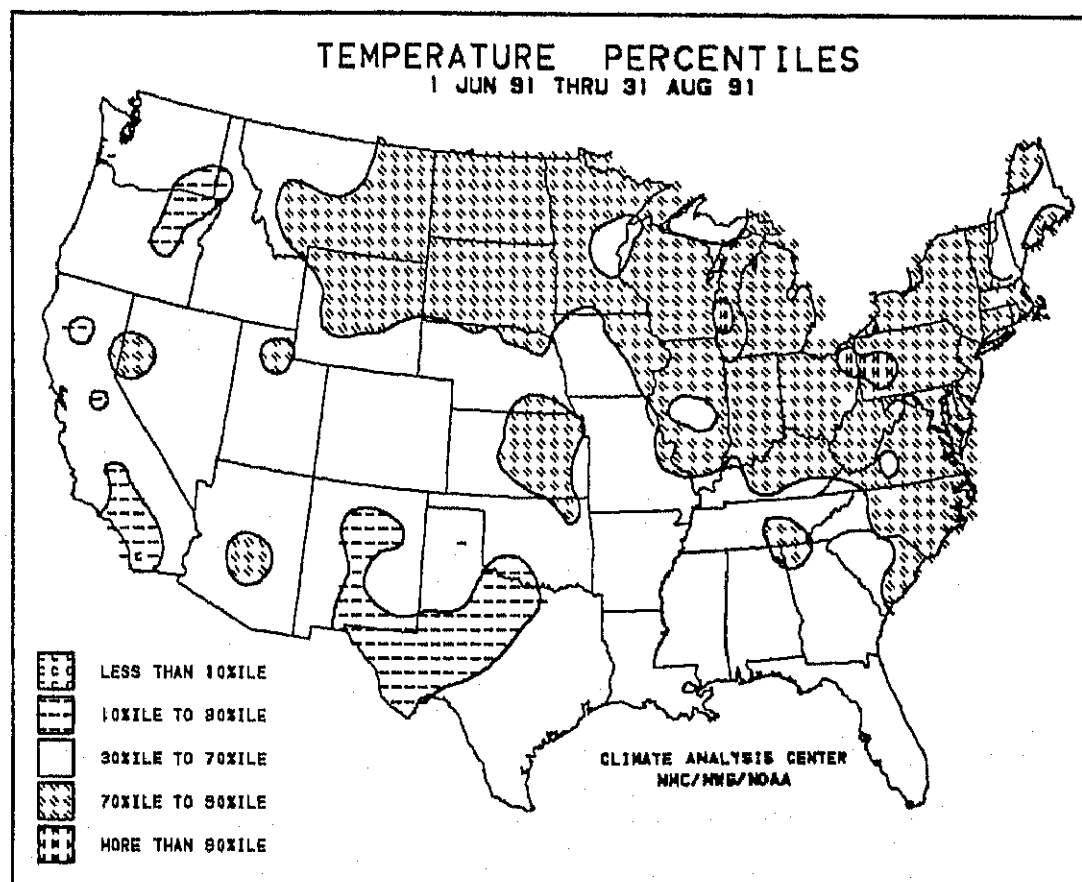 TEMPERATURE PERCENTILES
1 JUN 91 THRU 31 AUG 91
CLIMATE ANALYSIS CENTER
NMC/NWS/NOAA
LESS THAN 10%ILE
10%ILE TO 30%ILE
30%ILE TO 70%ILE
70%ILE TO 90%ILE
MORE THAN 90%ILE